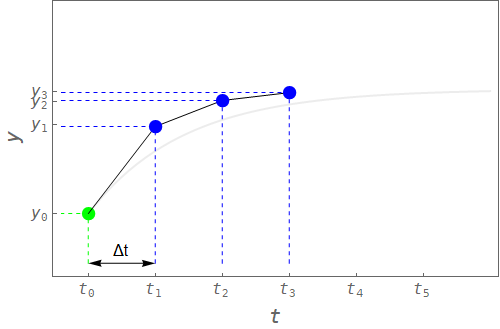 y₃
y₂
y₁
y
y₀
Δt
t₀ t₁ t₂ t₃ t₄ t₅
t